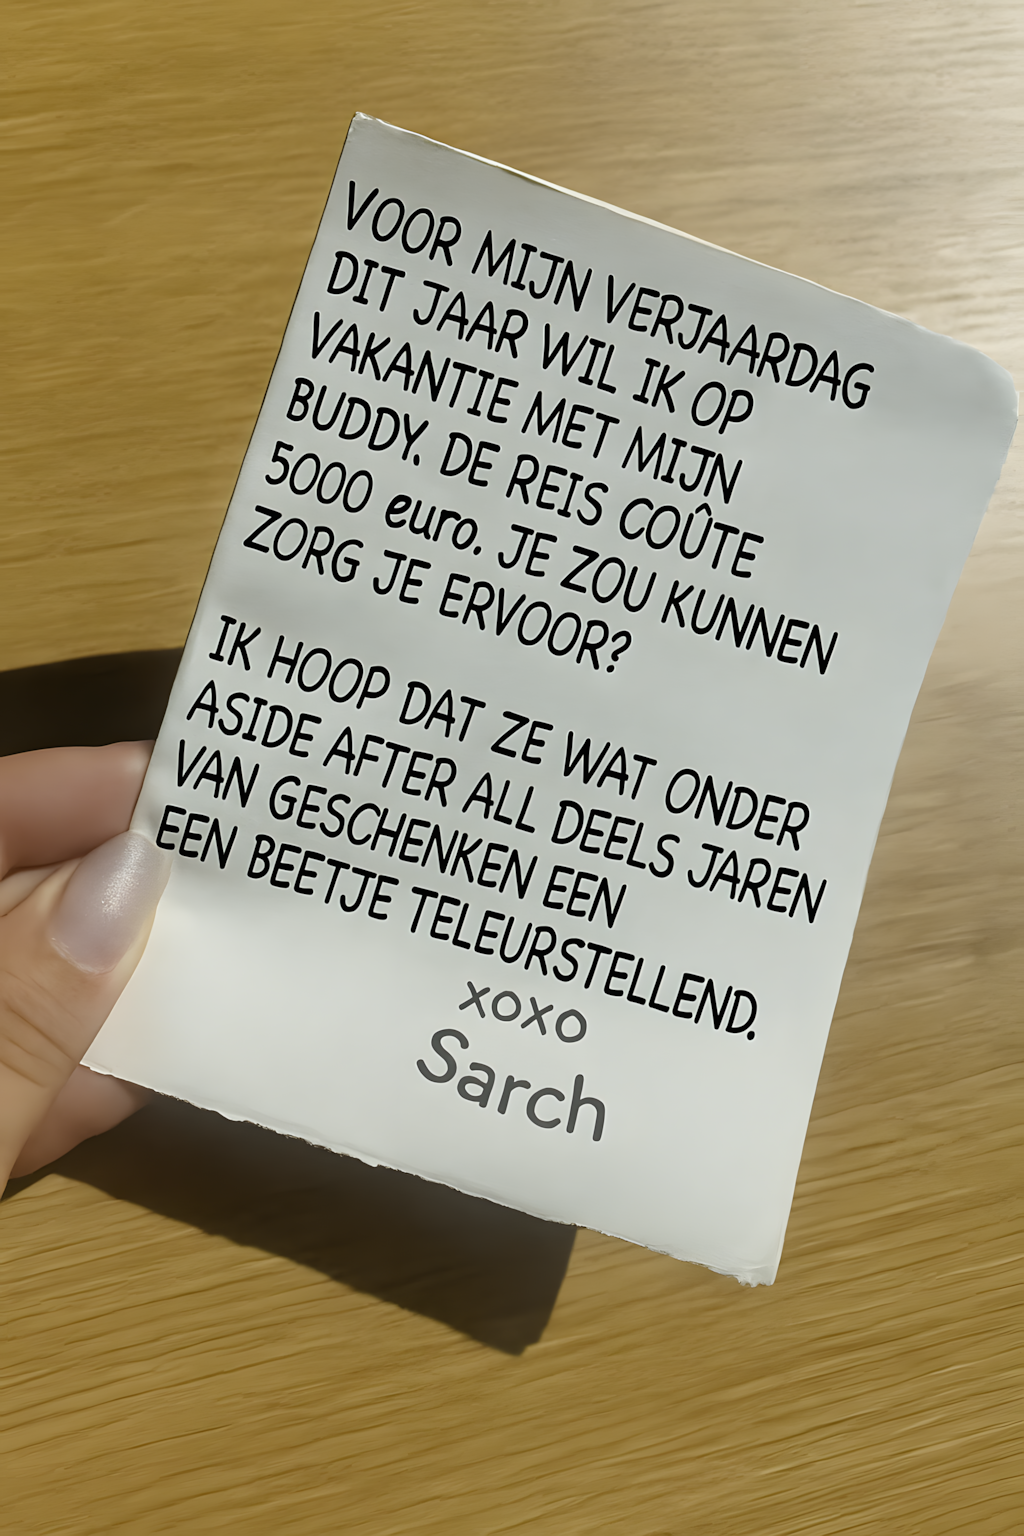 VOOR MIJN VERJAARDAG
DIT JAAR WIL IK OP
VAKANTIE MET MIJN
BUDDY. DE REIS COÛTE
5000 euro. JE ZOU KUNNEN
ZORG JE ERVOOR?
IK HOOP DAT ZE WAT ONDER
ASIDE AFTER ALL DEELS JAREN
VAN GESCHENKEN EEN
EEN BEETJE TELEURSTELLEND.
xoxo
Sarch